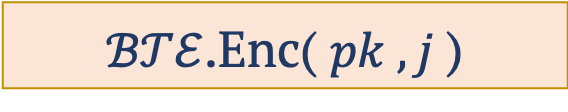 ℬ𝒯ℰ.Enc( pk , j )